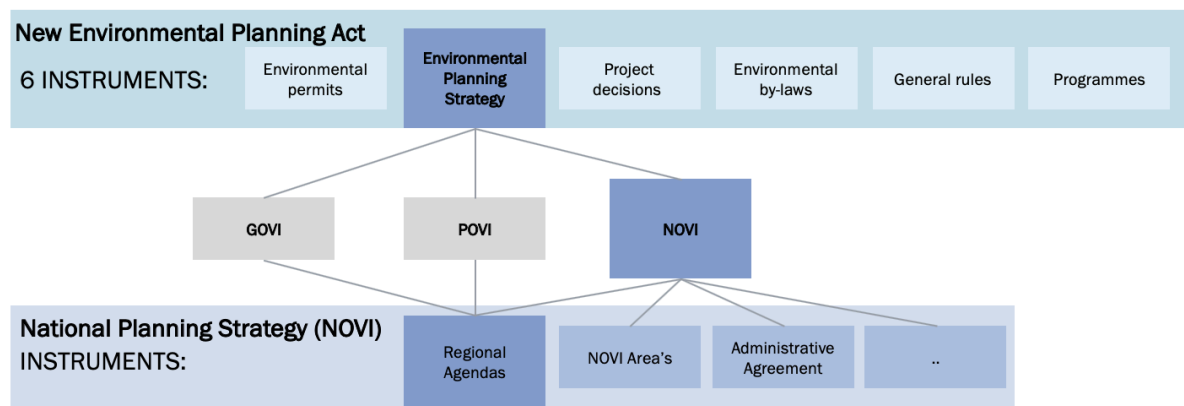 New Environmental Planning Act
6 INSTRUMENTS:
Environmental
permits
Environmental
Planning
Strategy
Project
decisions
Environmental
by-laws
General rules
Programmes
GOVI
POVI
NOVI
National Planning Strategy (NOVI)
INSTRUMENTS:
Regional
Agendas
NOVI Area's
Administrative
Agreement
..